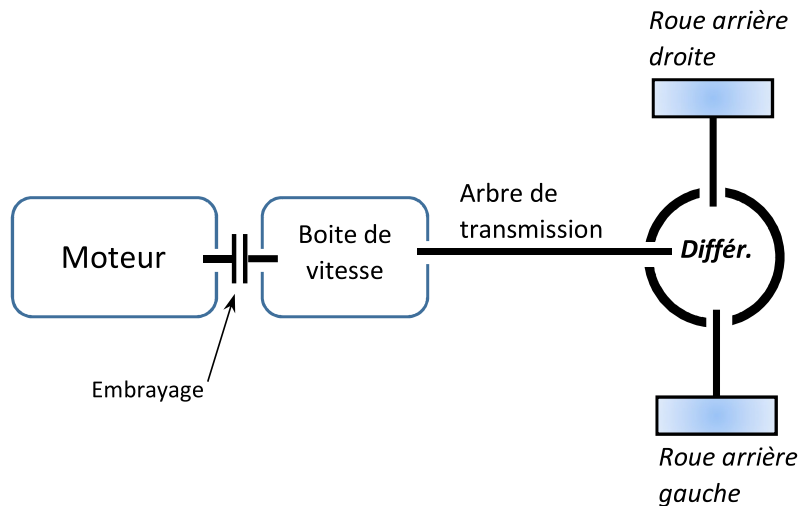 Roue arrière
droite
Arbre de
transmission
Moteur
Boite de
vitesse
Différ.
Embrayage
Roue arrière
gauche